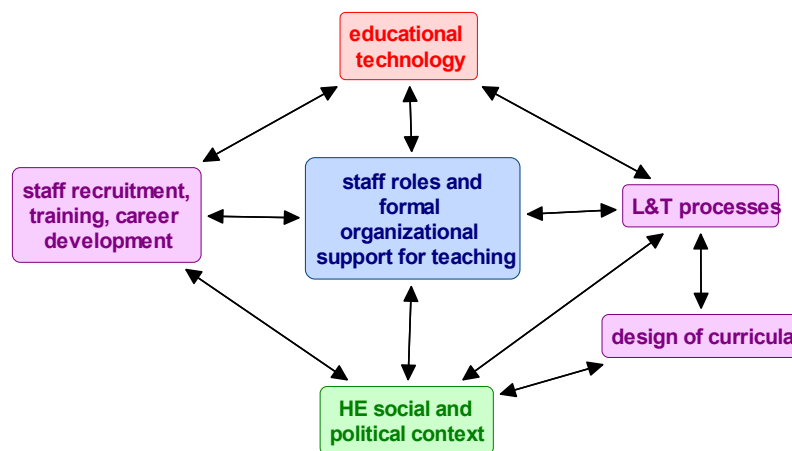 educational
technology
staff recruitment,
training, career
development
staff roles and
formal
organizational
support for teaching
L&T processes
design of curricula
HE social and
political context